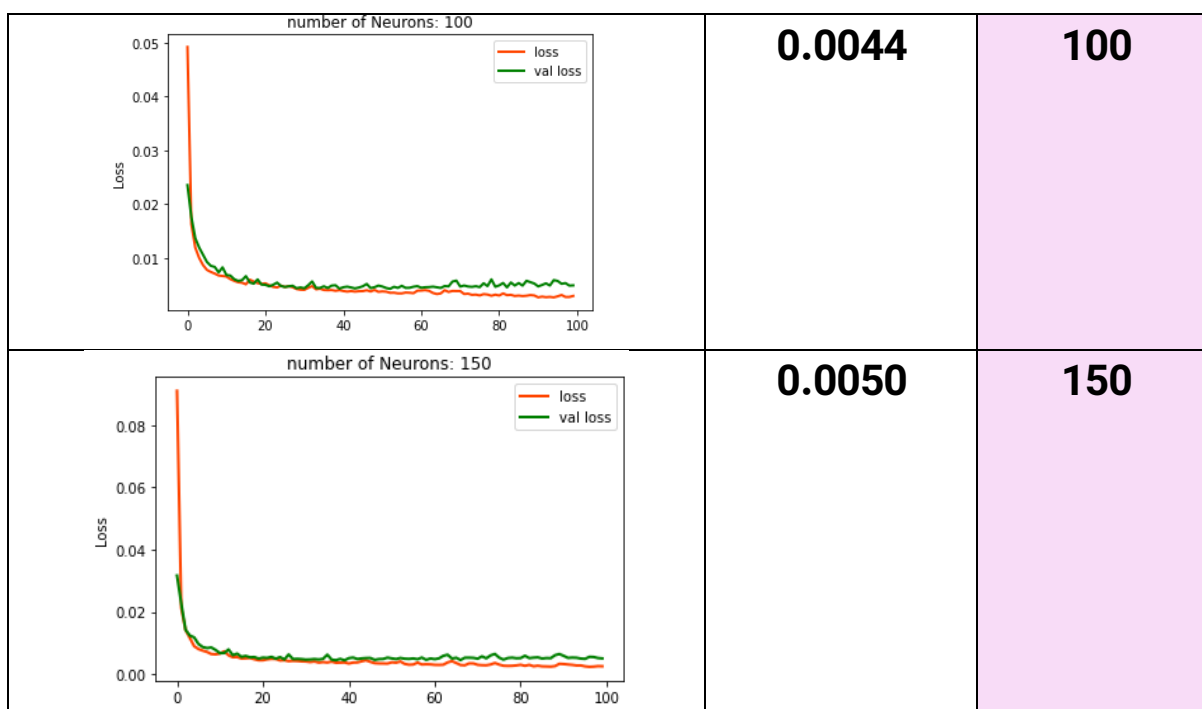 number of Neurons: 100
0.05
0.04
0.03
0.02
0.01
Loss
loss
val loss
0 20 40 60 80 100
0.0044
100
number of Neurons: 150
0.08
0.06
0.04
0.02
0.00
Loss
loss
val loss
0 20 40 60 80 100
0.0050
150